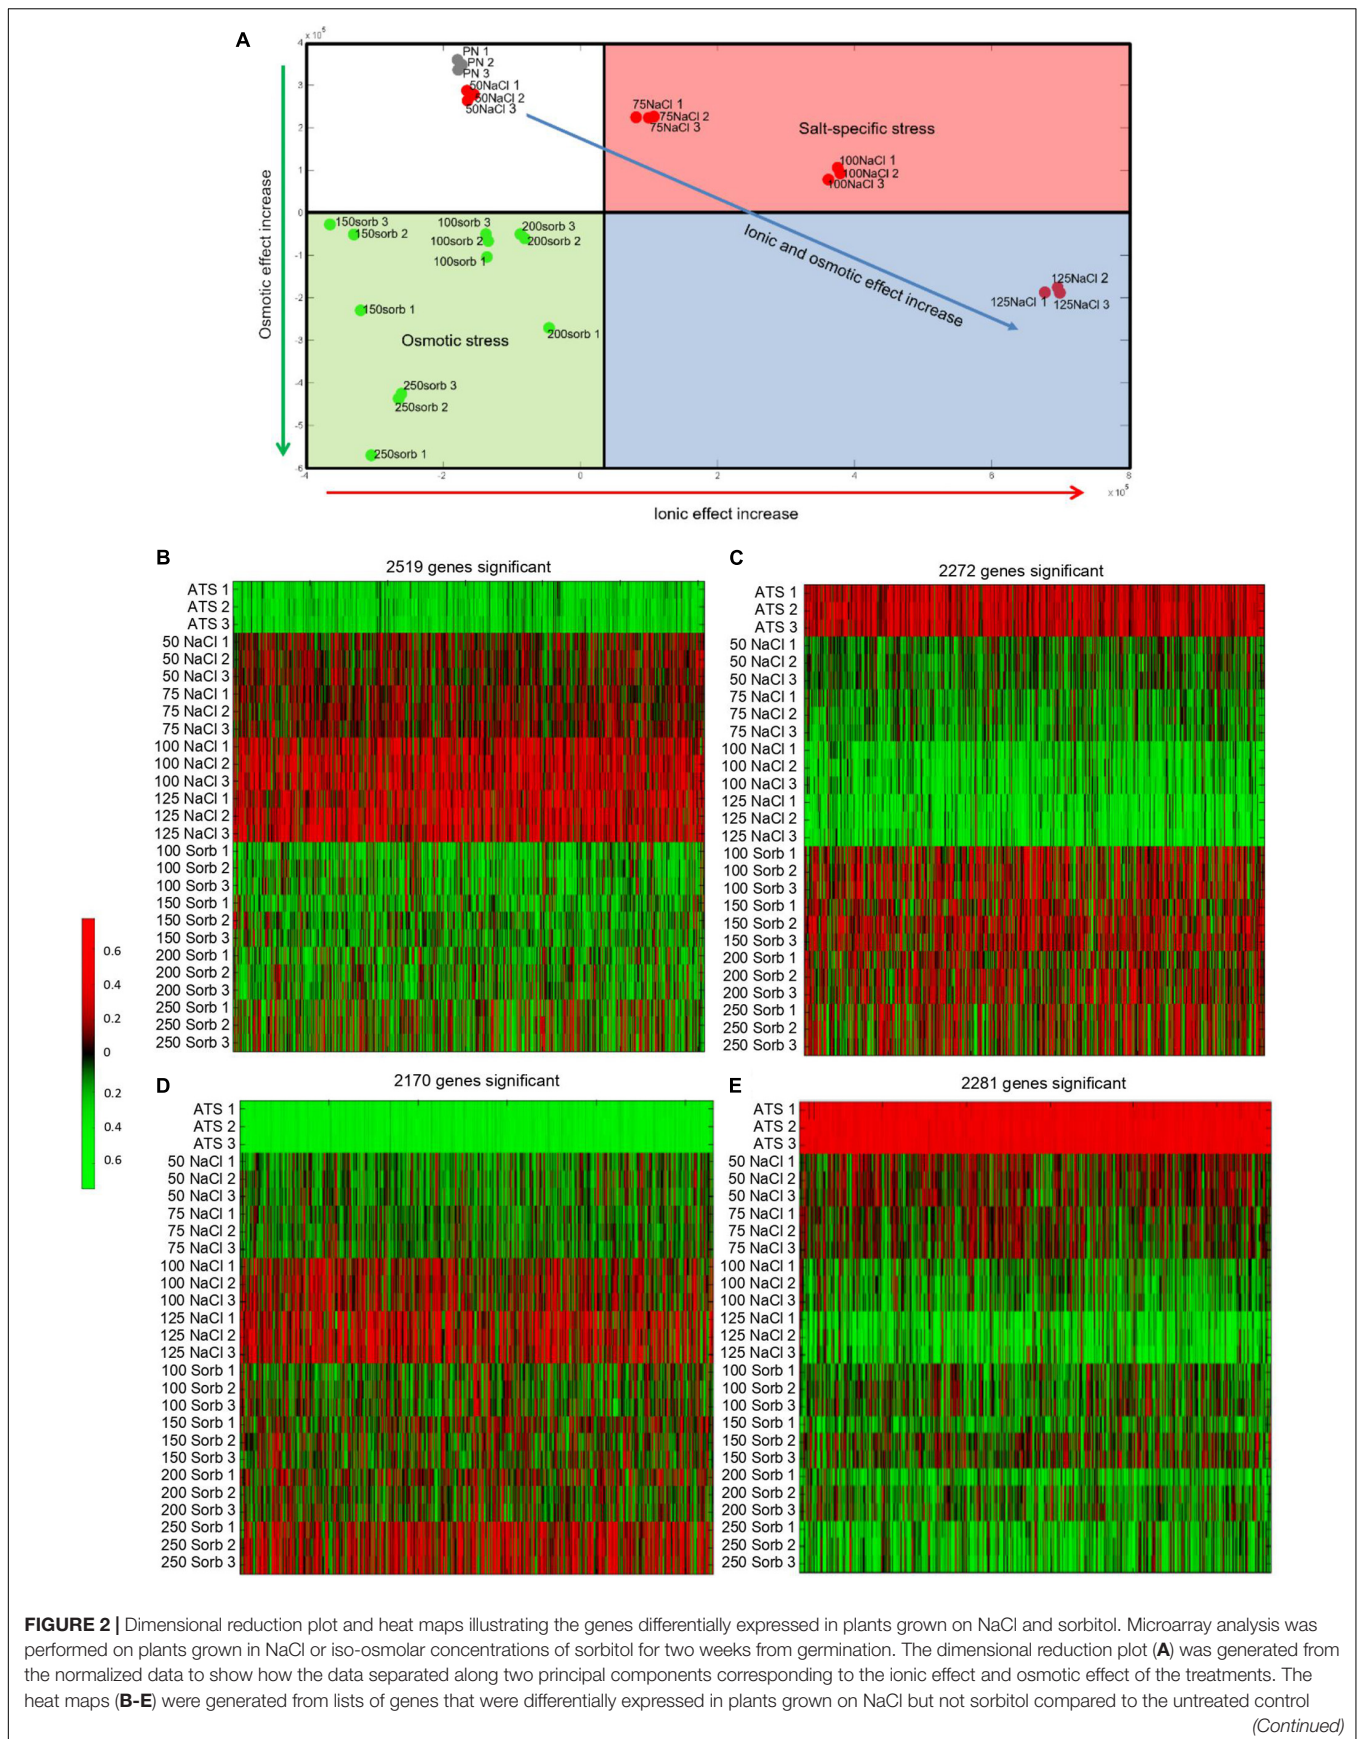 A
x 10⁵
4
3
2
1
0
-1
-2
-3
-4
-5
-6
Osmotic effect increase
PN 1
PN 2
PN 3
50NaCl 1
50NaCl 2
50NaCl 3
75NaCl 1
75NaCl 2
75NaCl 3
Salt-specific stress
100NaCl 1
100NaCl 2
100NaCl 3
150sorb 3
150sorb 2
100sorb 3
100sorb 2
100sorb 1
200sorb 3
200sorb 2
150sorb 1
200sorb 1
Osmotic stress
250sorb 3
250sorb 2
250sorb 1
Ionic and osmotic effect increase
125NaCl 2
125NaCl 1
125NaCl 3
-4
-2
0
2
4
6
8
x 10⁵
Ionic effect increase
B
2519 genes significant
ATS 1
ATS 2
ATS 3
50 NaCl 1
50 NaCl 2
50 NaCl 3
75 NaCl 1
75 NaCl 2
75 NaCl 3
100 NaCl 1
100 NaCl 2
100 NaCl 3
125 NaCl 1
125 NaCl 2
125 NaCl 3
100 Sorb 1
100 Sorb 2
100 Sorb 3
150 Sorb 1
150 Sorb 2
150 Sorb 3
200 Sorb 1
200 Sorb 2
200 Sorb 3
250 Sorb 1
250 Sorb 2
250 Sorb 3
C
2272 genes significant
ATS 1
ATS 2
ATS 3
50 NaCl 1
50 NaCl 2
50 NaCl 3
75 NaCl 1
75 NaCl 2
75 NaCl 3
100 NaCl 1
100 NaCl 2
100 NaCl 3
125 NaCl 1
125 NaCl 2
125 NaCl 3
100 Sorb 1
100 Sorb 2
100 Sorb 3
150 Sorb 1
150 Sorb 2
150 Sorb 3
200 Sorb 1
200 Sorb 2
200 Sorb 3
250 Sorb 1
250 Sorb 2
250 Sorb 3
0.6
0.4
0.2
0
0.2
0.4
0.6
D
2170 genes significant
ATS 1
ATS 2
ATS 3
50 NaCl 1
50 NaCl 2
50 NaCl 3
75 NaCl 1
75 NaCl 2
75 NaCl 3
100 NaCl 1
100 NaCl 2
100 NaCl 3
125 NaCl 1
125 NaCl 2
125 NaCl 3
100 Sorb 1
100 Sorb 2
100 Sorb 3
150 Sorb 1
150 Sorb 2
150 Sorb 3
200 Sorb 1
200 Sorb 2
200 Sorb 3
250 Sorb 1
250 Sorb 2
250 Sorb 3
E
2281 genes significant
ATS 1
ATS 2
ATS 3
50 NaCl 1
50 NaCl 2
50 NaCl 3
75 NaCl 1
75 NaCl 2
75 NaCl 3
100 NaCl 1
100 NaCl 2
100 NaCl 3
125 NaCl 1
125 NaCl 2
125 NaCl 3
100 Sorb 1
100 Sorb 2
100 Sorb 3
150 Sorb 1
150 Sorb 2
150 Sorb 3
200 Sorb 1
200 Sorb 2
200 Sorb 3
250 Sorb 1
250 Sorb 2
250 Sorb 3
FIGURE 2 | Dimensional reduction plot and heat maps illustrating the genes differentially expressed in plants grown on NaCl and sorbitol. Microarray analysis was
performed on plants grown in NaCl or iso-osmolar concentrations of sorbitol for two weeks from germination. The dimensional reduction plot (A) was generated from
the normalized data to show how the data separated along two principal components corresponding to the ionic effect and osmotic effect of the treatments. The
heat maps (B-E) were generated from lists of genes that were differentially expressed in plants grown on NaCl but not sorbitol compared to the untreated control
(Continued)